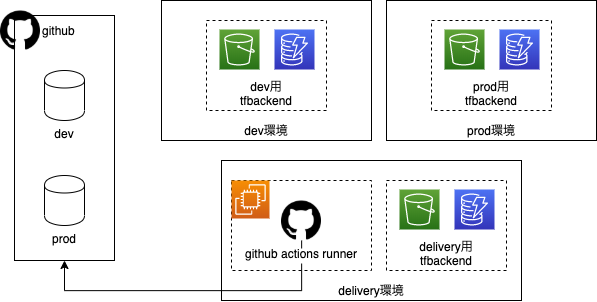 github
dev
prod
dev用
tfbackend
dev環境
prod用
tfbackend
prod環境
github actions runner
delivery用
tfbackend
delivery環境